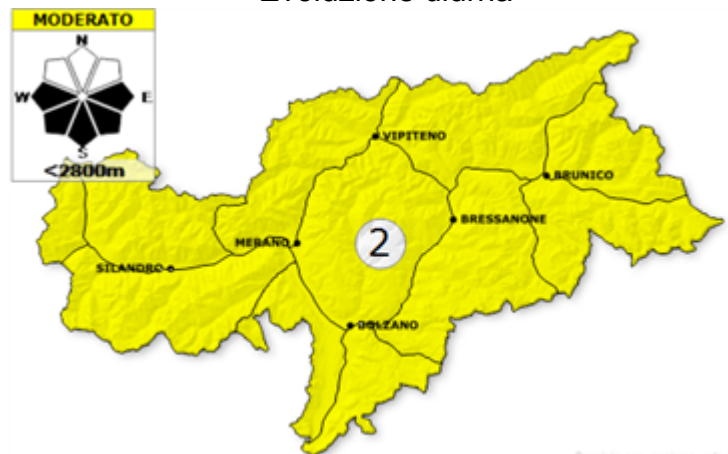 MODERATO
N
W E
S
<2800m
VIPITENO
BRUNICO
BRESSANONE
MERANO
2
SILANDRO
BOLZANO